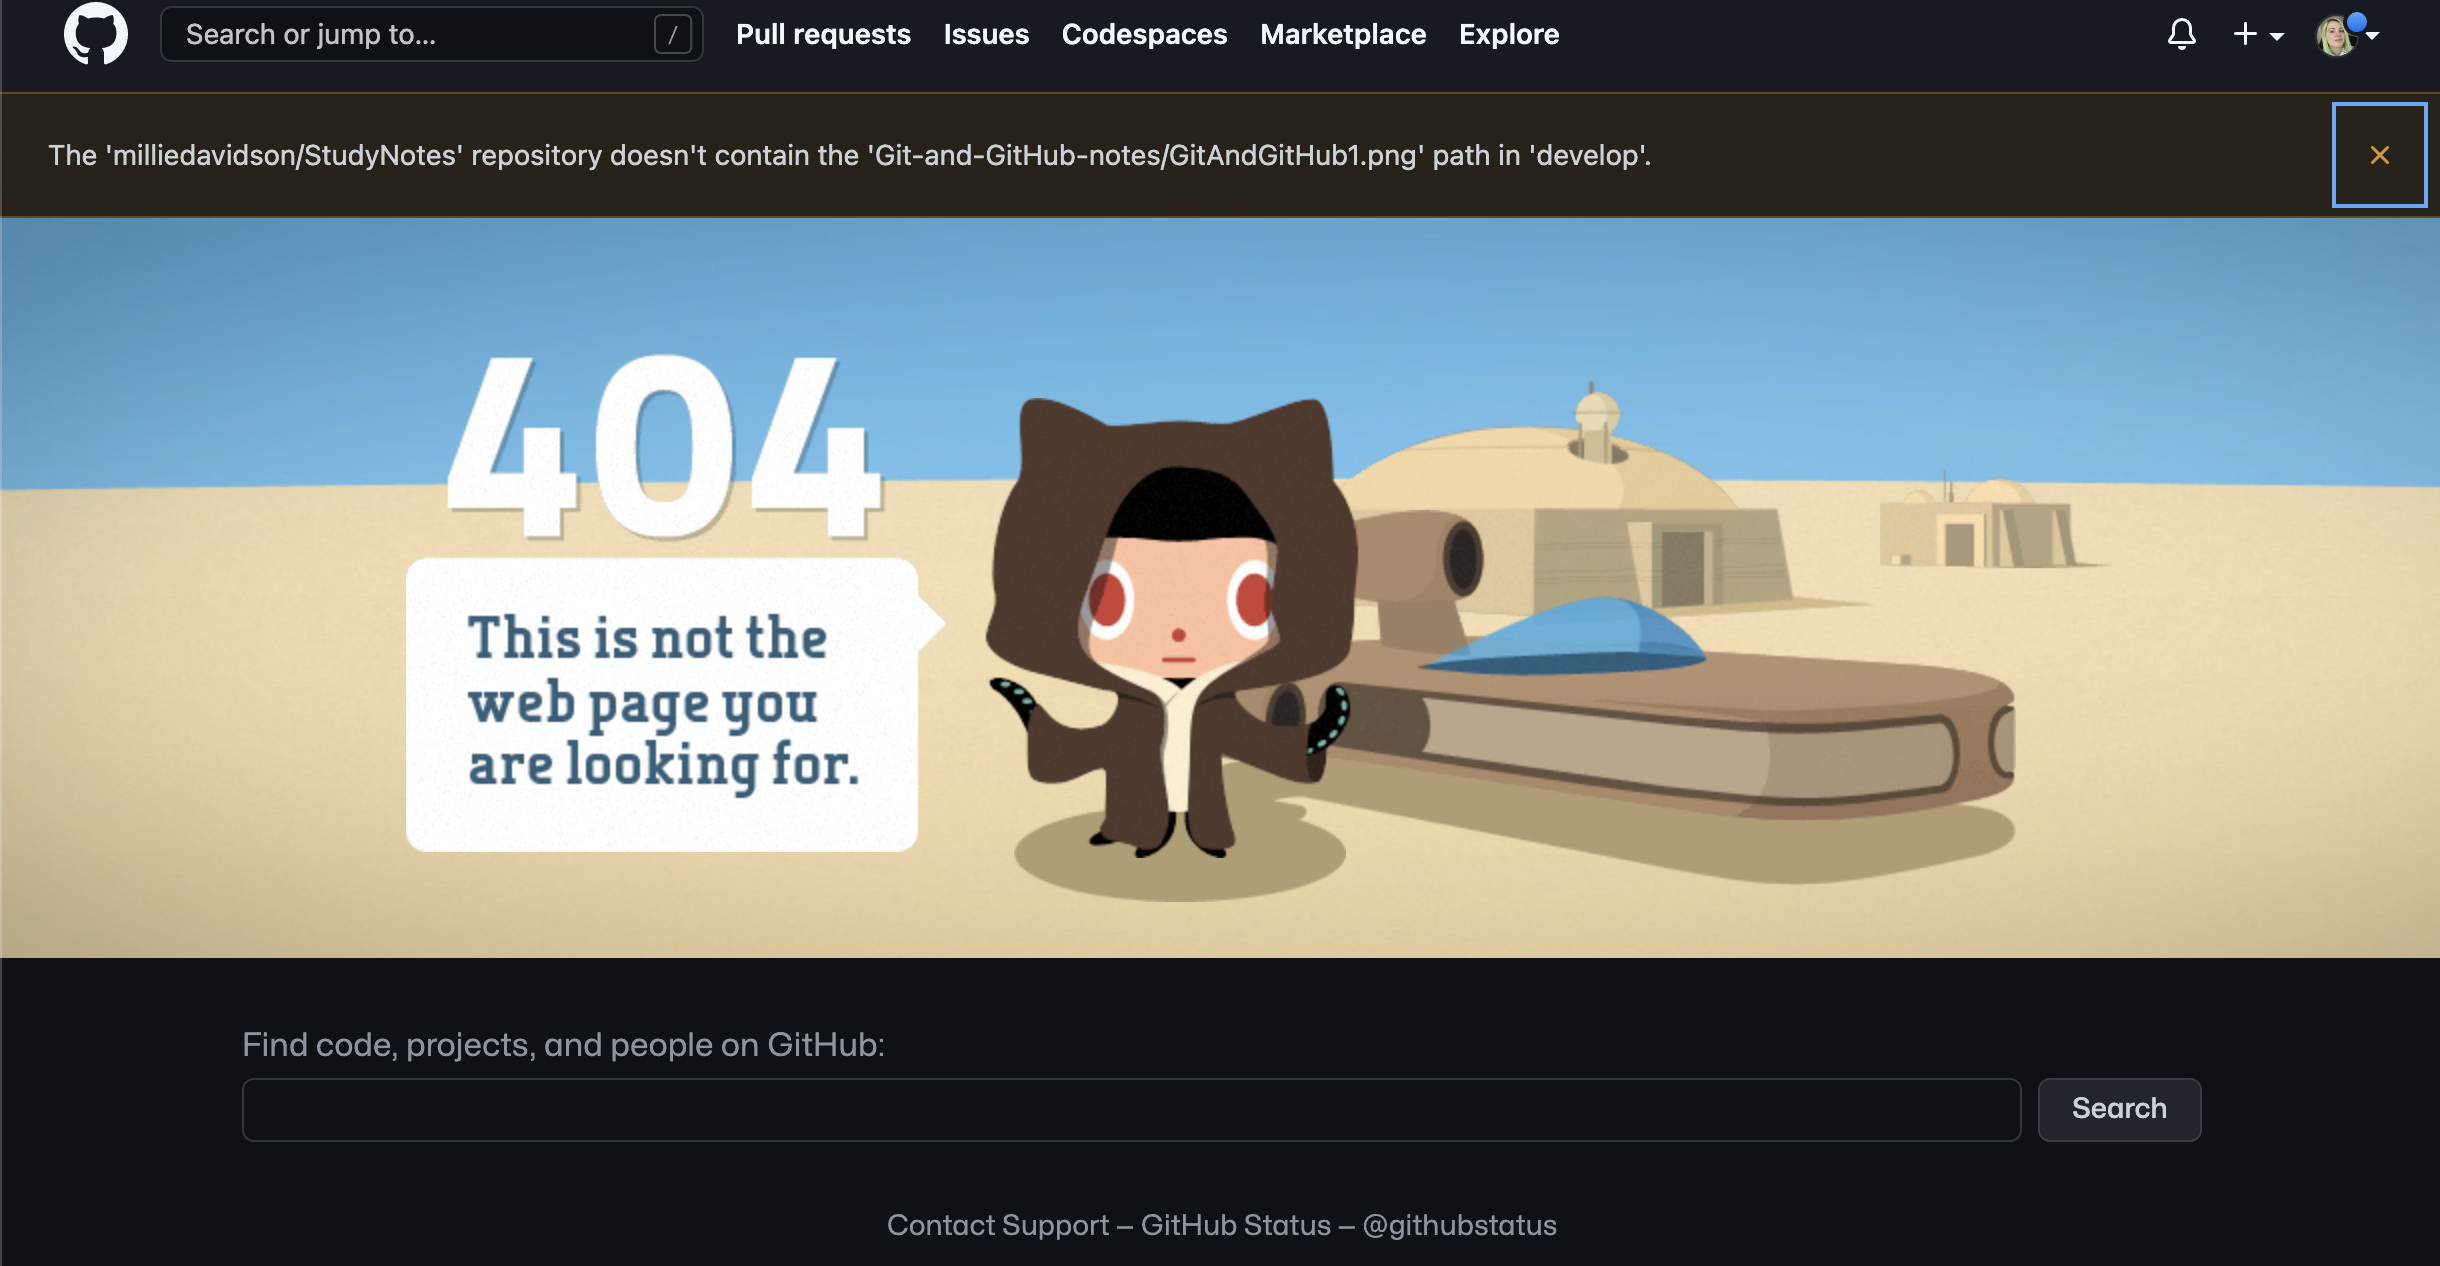 Search or jump to... /
Pull requests Issues Codespaces Marketplace Explore
The 'milliedavidson/StudyNotes' repository doesn't contain the 'Git-and-GitHub-notes/GitAndGitHub1.png' path in 'develop'.
404
This is not the
web page you
are looking for.
Find code, projects, and people on GitHub:
Search
Contact Support — GitHub Status — @githubstatus